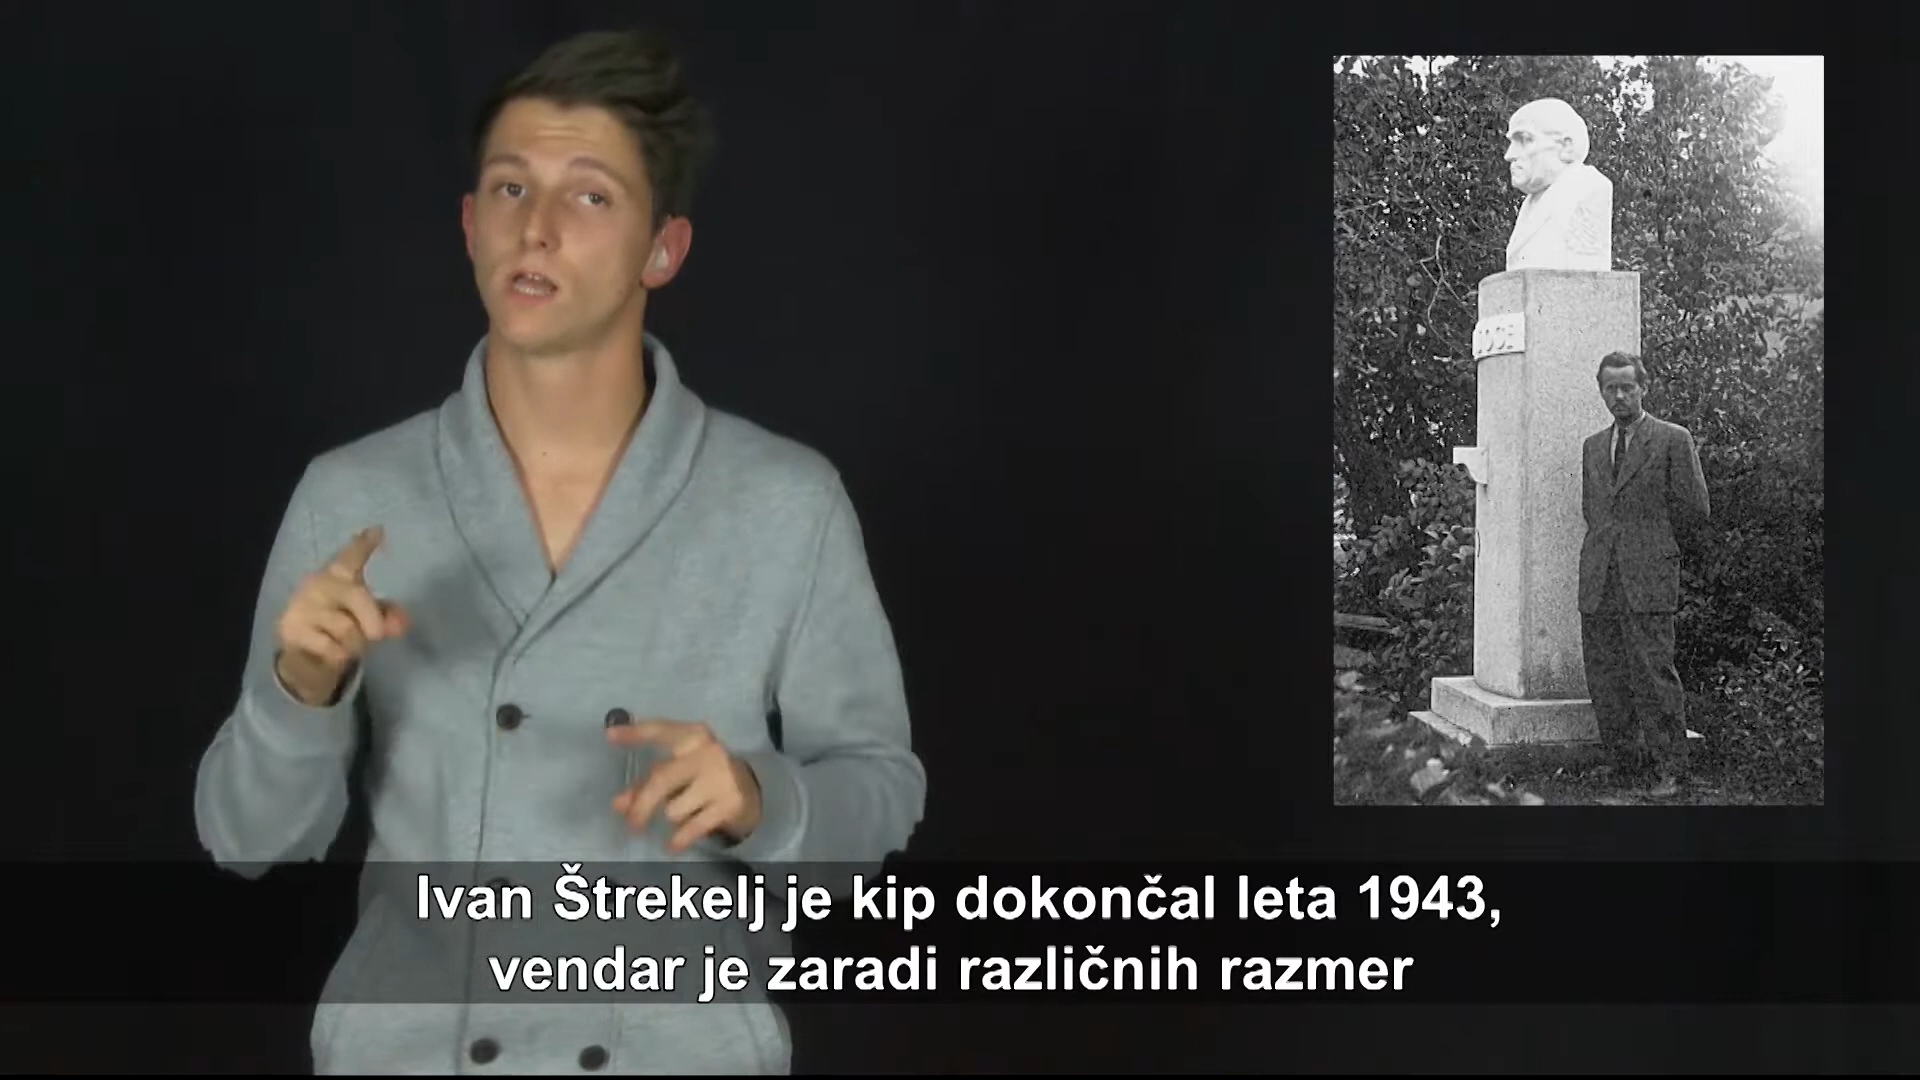 Ivan Štrekelj je kip dokončal leta 1943,
vendar je zaradi različnih razmer